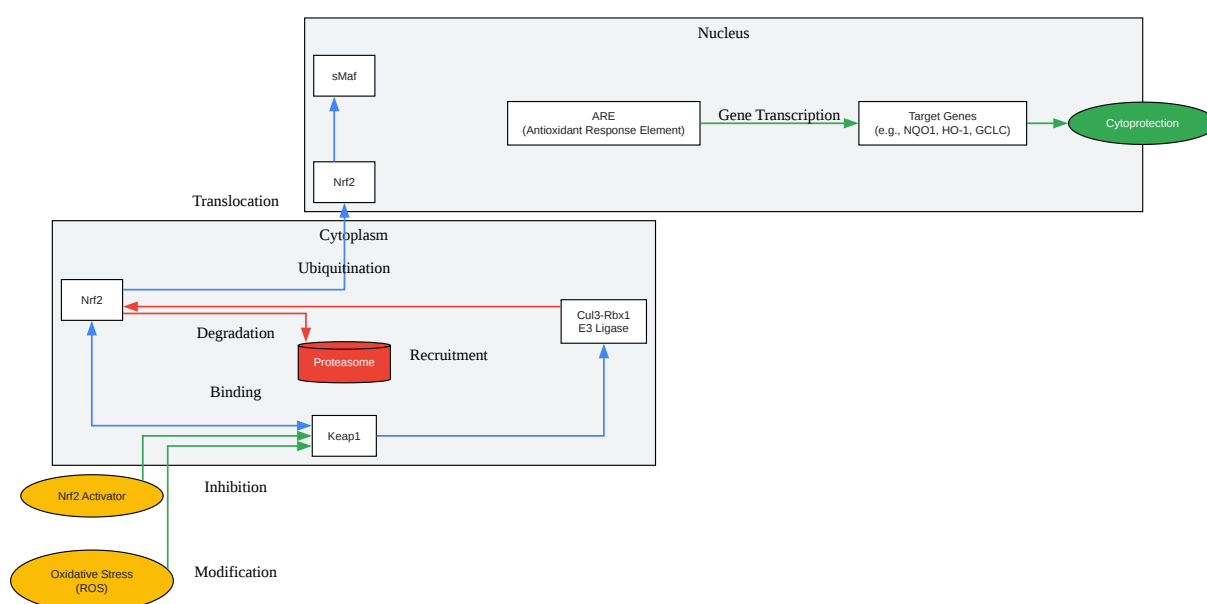 Nucleus
sMaf
ARE
(Antioxidant Response Element)
Gene Transcription
Target Genes
(e.g., NQO1, HO-1, GCLC)
Cytoprotection
Nrf2
Translocation
Cytoplasm
Ubiquitination
Nrf2
Cul3-Rbx1
E3 Ligase
Degradation
Proteasome
Recruitment
Binding
Keap1
Nrf2 Activator
Inhibition
Oxidative Stress
(ROS)
Modification